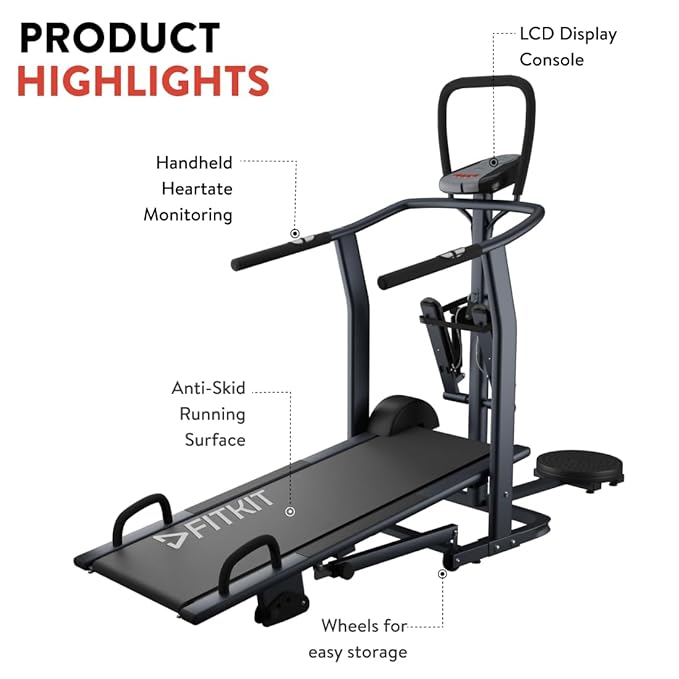 PRODUCT
HIGHLIGHTS
LCD Display
Console
Handheld
Heartate
Monitoring
Anti-Skid
Running
Surface
FITKIT
Wheels for
easy storage